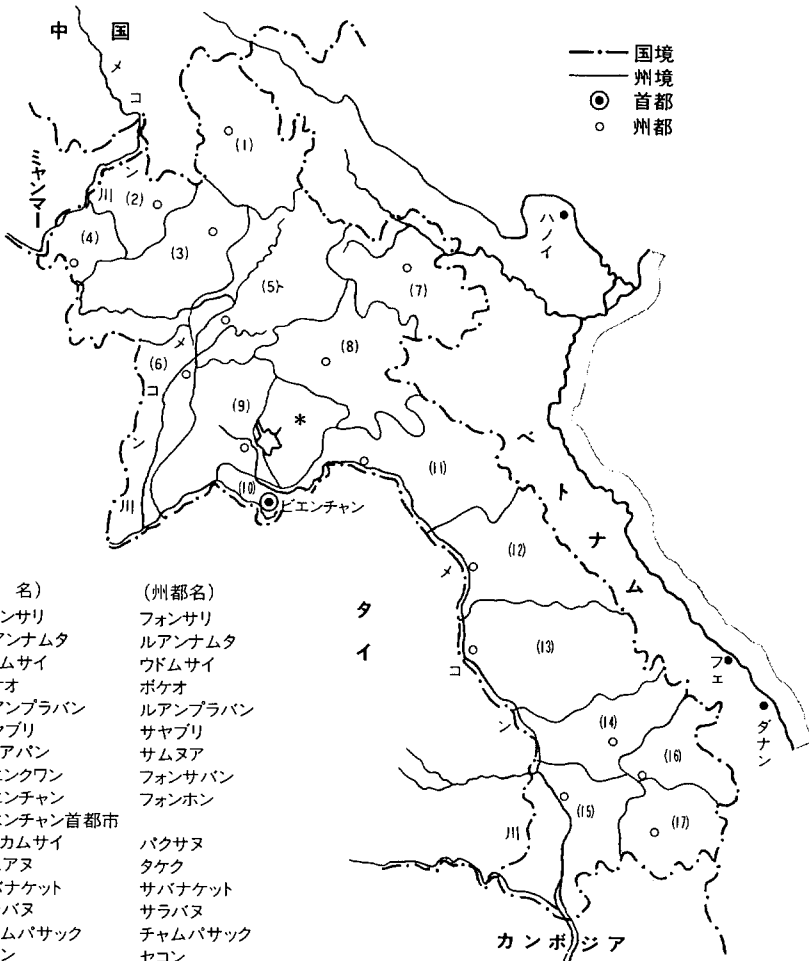 中国
メコン川
ミャンマー
国境
州境
首都
州都
(1)
(2)
(3)
(4)
(5)
(6)
メコン川
(7)
(8)
(9)
*
(10)
ビエンチャン
(11)
(12)
(13)
(14)
(15)
(16)
(17)
ハノイ
ベトナム
フェ
ダナン
タイ
メコン川
カンボジア
名) (州都名)
ンサリ フォンサリ
アンナムタ ルアンナムタ
ムサイ ウドムサイ
ケオ ボケオ
アンプラバン ルアンプラバン
ヤブリ サヤブリ
アパン サムヌア
エンクワン フォンサバン
エンチャン フォンホン
エンチャン首都市
カムサイ パクサヌ
アヌ タケク
バナケット サバナケット
ラバヌ サラバヌ
ムパサック チャムパサック
ン セコン